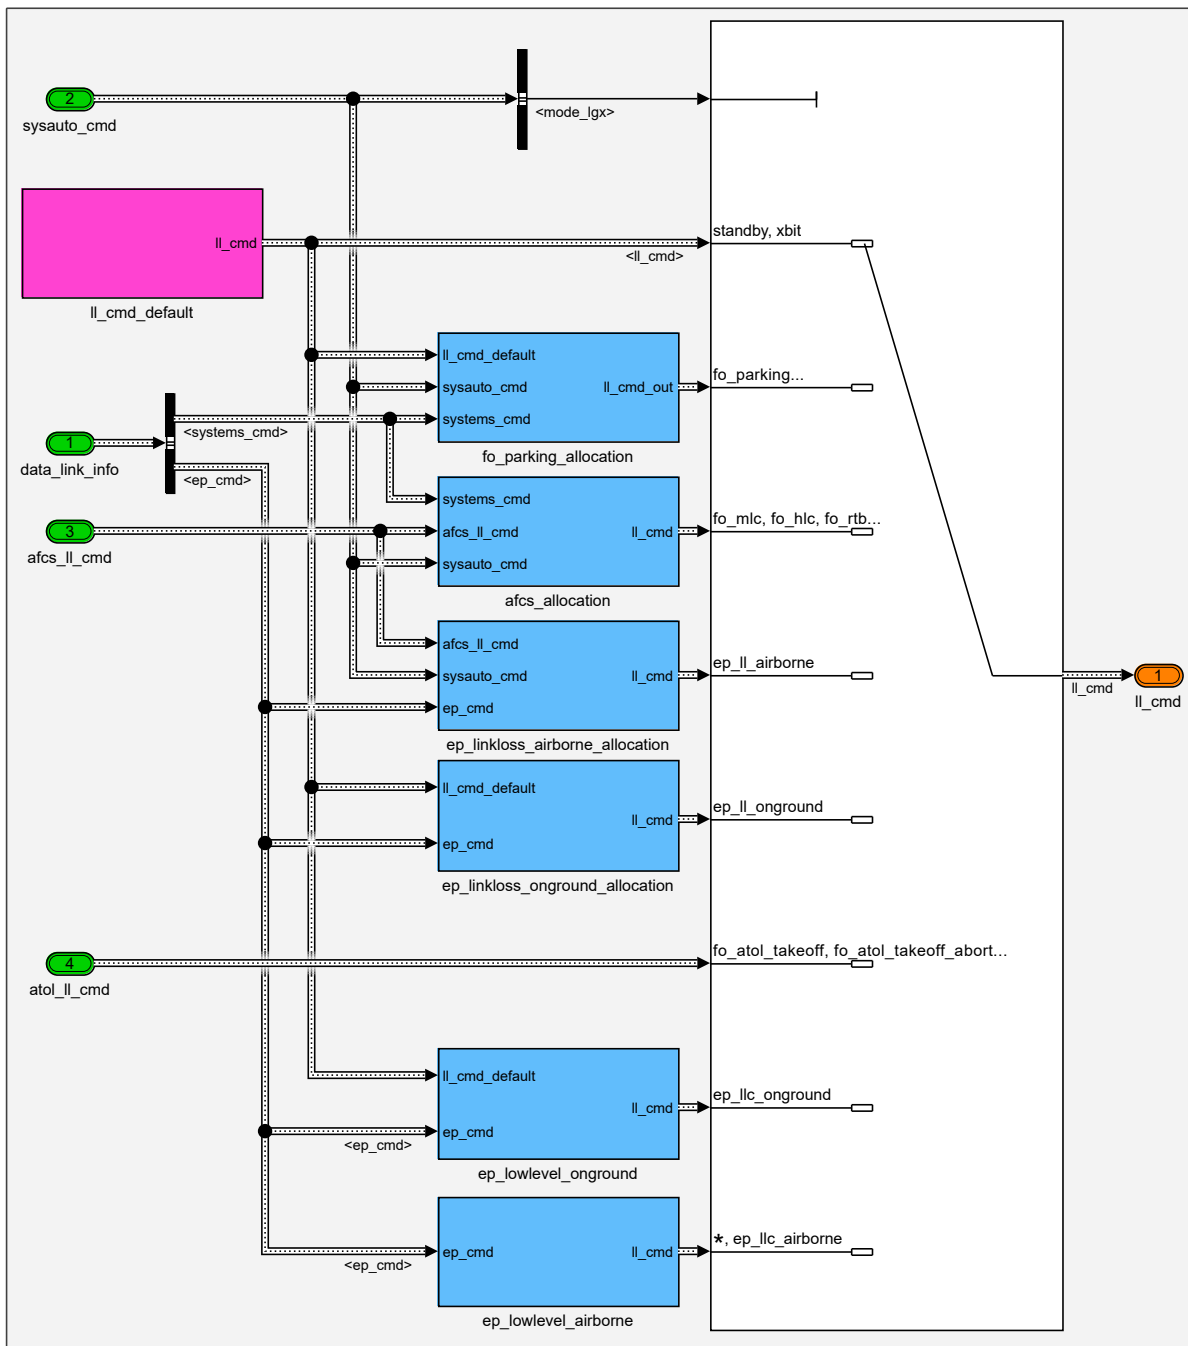 2
sysauto_cmd
<mode_lgx>
ll_cmd
ll_cmd_default
<ll_cmd>
standby, xbit
ll_cmd_default
sysauto_cmd
systems_cmd
ll_cmd_out
fo_parking_allocation
fo_parking...
1
data_link_info
<systems_cmd>
<ep_cmd>
systems_cmd
afcs_ll_cmd
sysauto_cmd
ll_cmd
afcs_allocation
fo_mlc, fo_hlc, fo_rtb...
3
afcs_ll_cmd
afcs_ll_cmd
sysauto_cmd
ep_cmd
ll_cmd
ep_linkloss_airborne_allocation
ep_ll_airborne
ll_cmd
1
ll_cmd
ll_cmd_default
ep_cmd
ll_cmd
ep_linkloss_onground_allocation
ep_ll_onground
4
atol_ll_cmd
fo_atol_takeoff, fo_atol_takeoff_abort...
ll_cmd_default
ep_cmd
ll_cmd
<ep_cmd>
ep_lowlevel_onground
ep_llc_onground
ep_cmd
ll_cmd
<ep_cmd>
ep_lowlevel_airborne
*, ep_llc_airborne